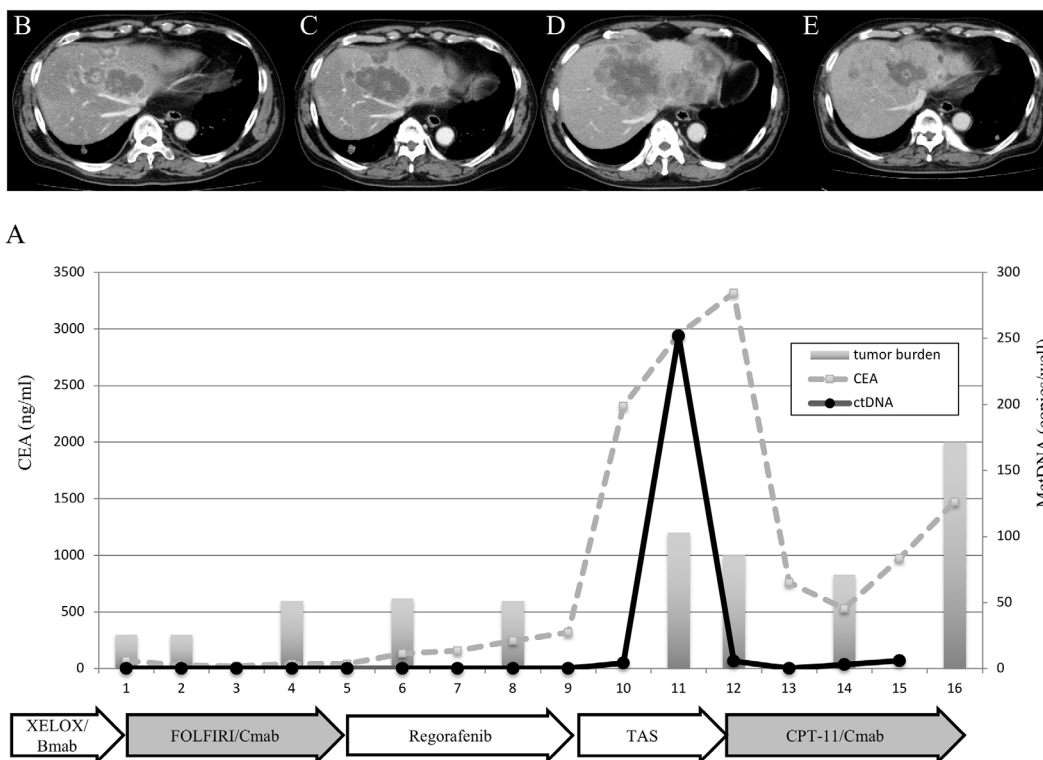 B
C
D
E
A
3500
3000
2500
2000
1500
1000
500
0
CEA (ng/ml)
300
250
200
150
100
50
0
tumor burden
CEA
ctDNA
1 2 3 4 5 6 7 8 9 10 11 12 13 14 15 16
XELOX/
Bmab
FOLFIRI/Cmab
Regorafenib
TAS
CPT-11/Cmab